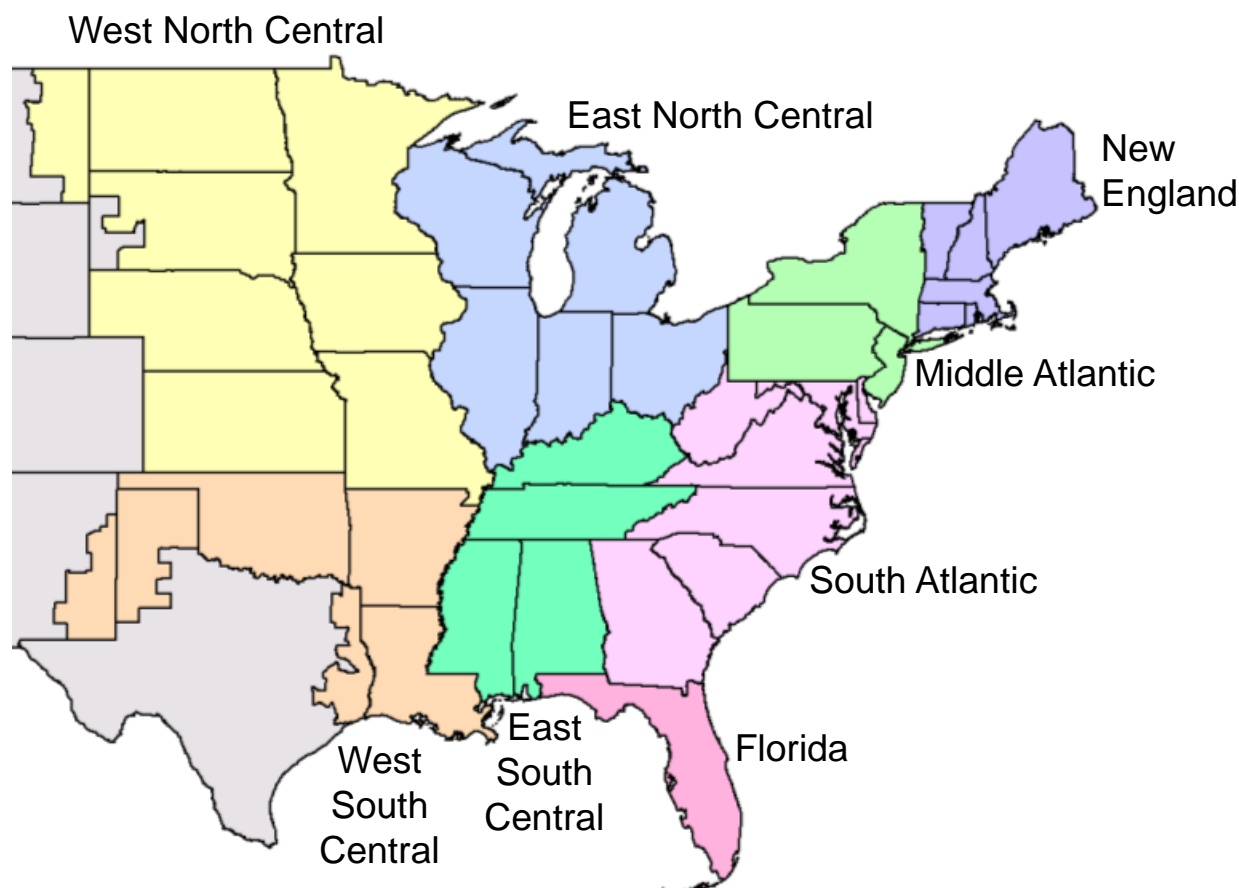 West North Central
East North Central
New
England
Middle Atlantic
South Atlantic
Florida
East
South
Central
West
South
Central